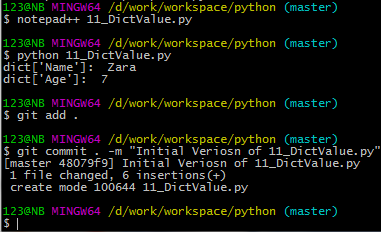 123@NB MINGW64 /d/work/workspace/python (master)
$ notepad++ 11_DictValue.py
123@NB MINGW64 /d/work/workspace/python (master)
$ python 11_DictValue.py
dict['Name']:  Zara
dict['Age']:  7
123@NB MINGW64 /d/work/workspace/python (master)
$ git add .
123@NB MINGW64 /d/work/workspace/python (master)
$ git commit . -m "Initial Veriosn of 11_DictValue.py"
[master 48079f9] Initial Veriosn of 11_DictValue.py
 1 file changed, 6 insertions(+)
 create mode 100644 11_DictValue.py
123@NB MINGW64 /d/work/workspace/python (master)
$